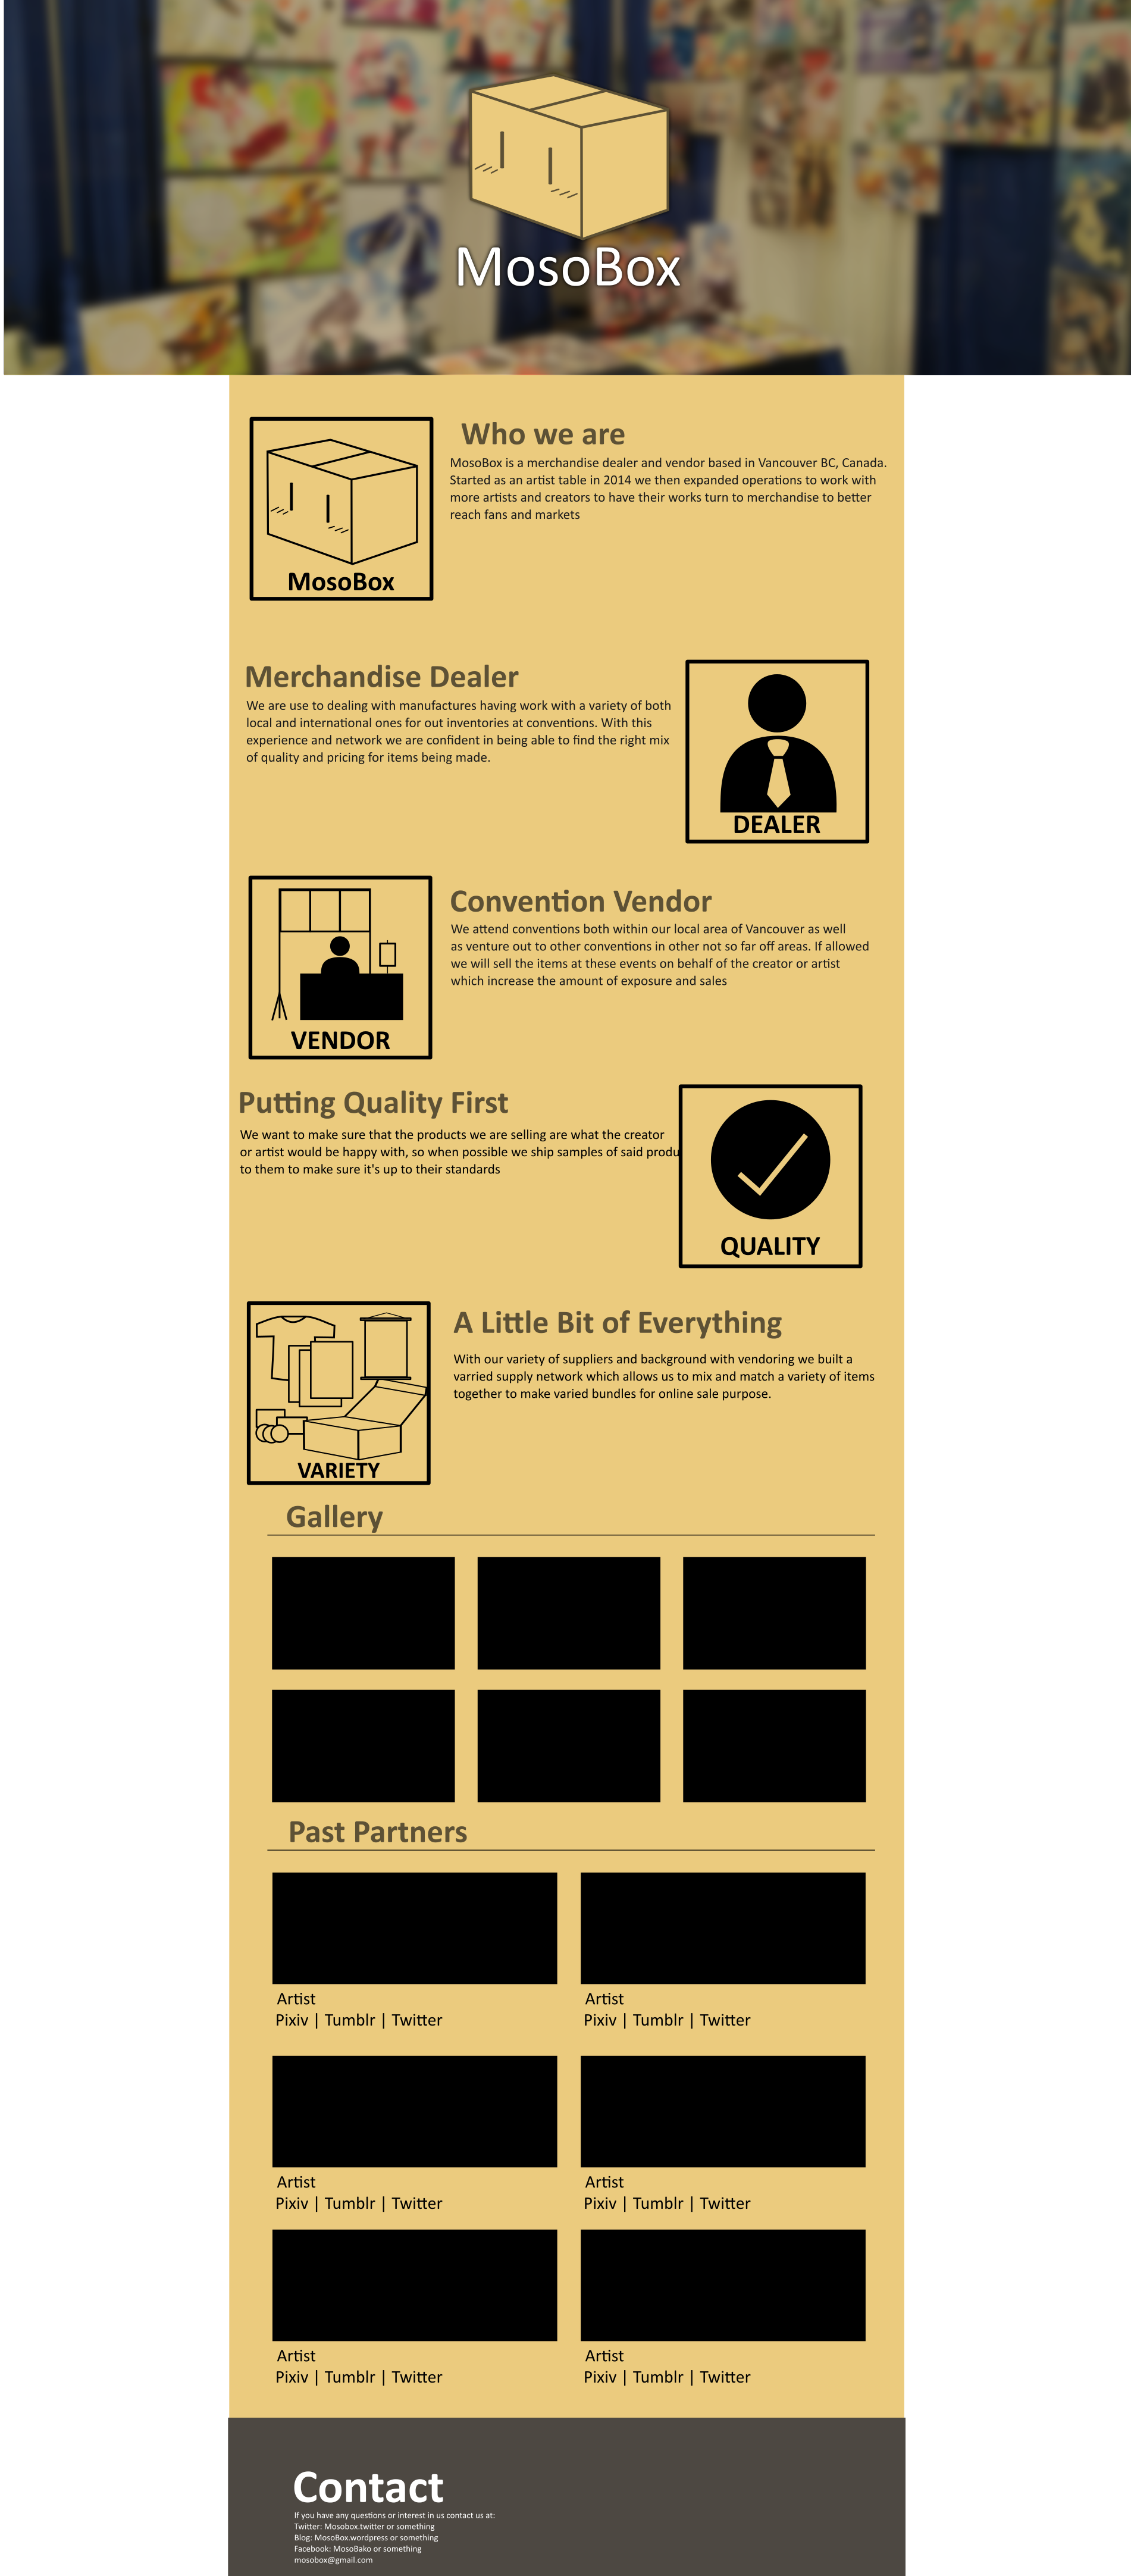 MosoBox
MosoBox
Who we are
MosoBox is a merchandise dealer and vendor based in Vancouver BC, Canada.
Started as an artist table in 2014 we then expanded operations to work with
more artists and creators to have their works turn to merchandise to better
reach fans and markets
Merchandise Dealer
We are use to dealing with manufactures having work with a variety of both
local and international ones for out inventories at conventions. With this
experience and network we are confident in being able to find the right mix
of quality and pricing for items being made.
DEALER
VENDOR
Convention Vendor
We attend conventions both within our local area of Vancouver as well
as venture out to other conventions in other not so far off areas. If allowed
we will sell the items at these events on behalf of the creator or artist
which increase the amount of exposure and sales
Putting Quality First
We want to make sure that the products we are selling are what the creator
or artist would be happy with, so when possible we ship samples of said produ
to them to make sure it's up to their standards
QUALITY
VARIETY
A Little Bit of Everything
With our variety of suppliers and background with vendoring we built a
varried supply network which allows us to mix and match a variety of items
together to make varied bundles for online sale purpose.
Gallery
Past Partners
Artist
Pixiv | Tumblr | Twitter
Artist
Pixiv | Tumblr | Twitter
Artist
Pixiv | Tumblr | Twitter
Artist
Pixiv | Tumblr | Twitter
Artist
Pixiv | Tumblr | Twitter
Artist
Pixiv | Tumblr | Twitter
Contact
If you have any questions or interest in us contact us at:
Twitter: Mosobox.twitter or something
Blog: MosoBox.wordpress or something
Facebook: MosoBako or something
mosobox@gmail.com